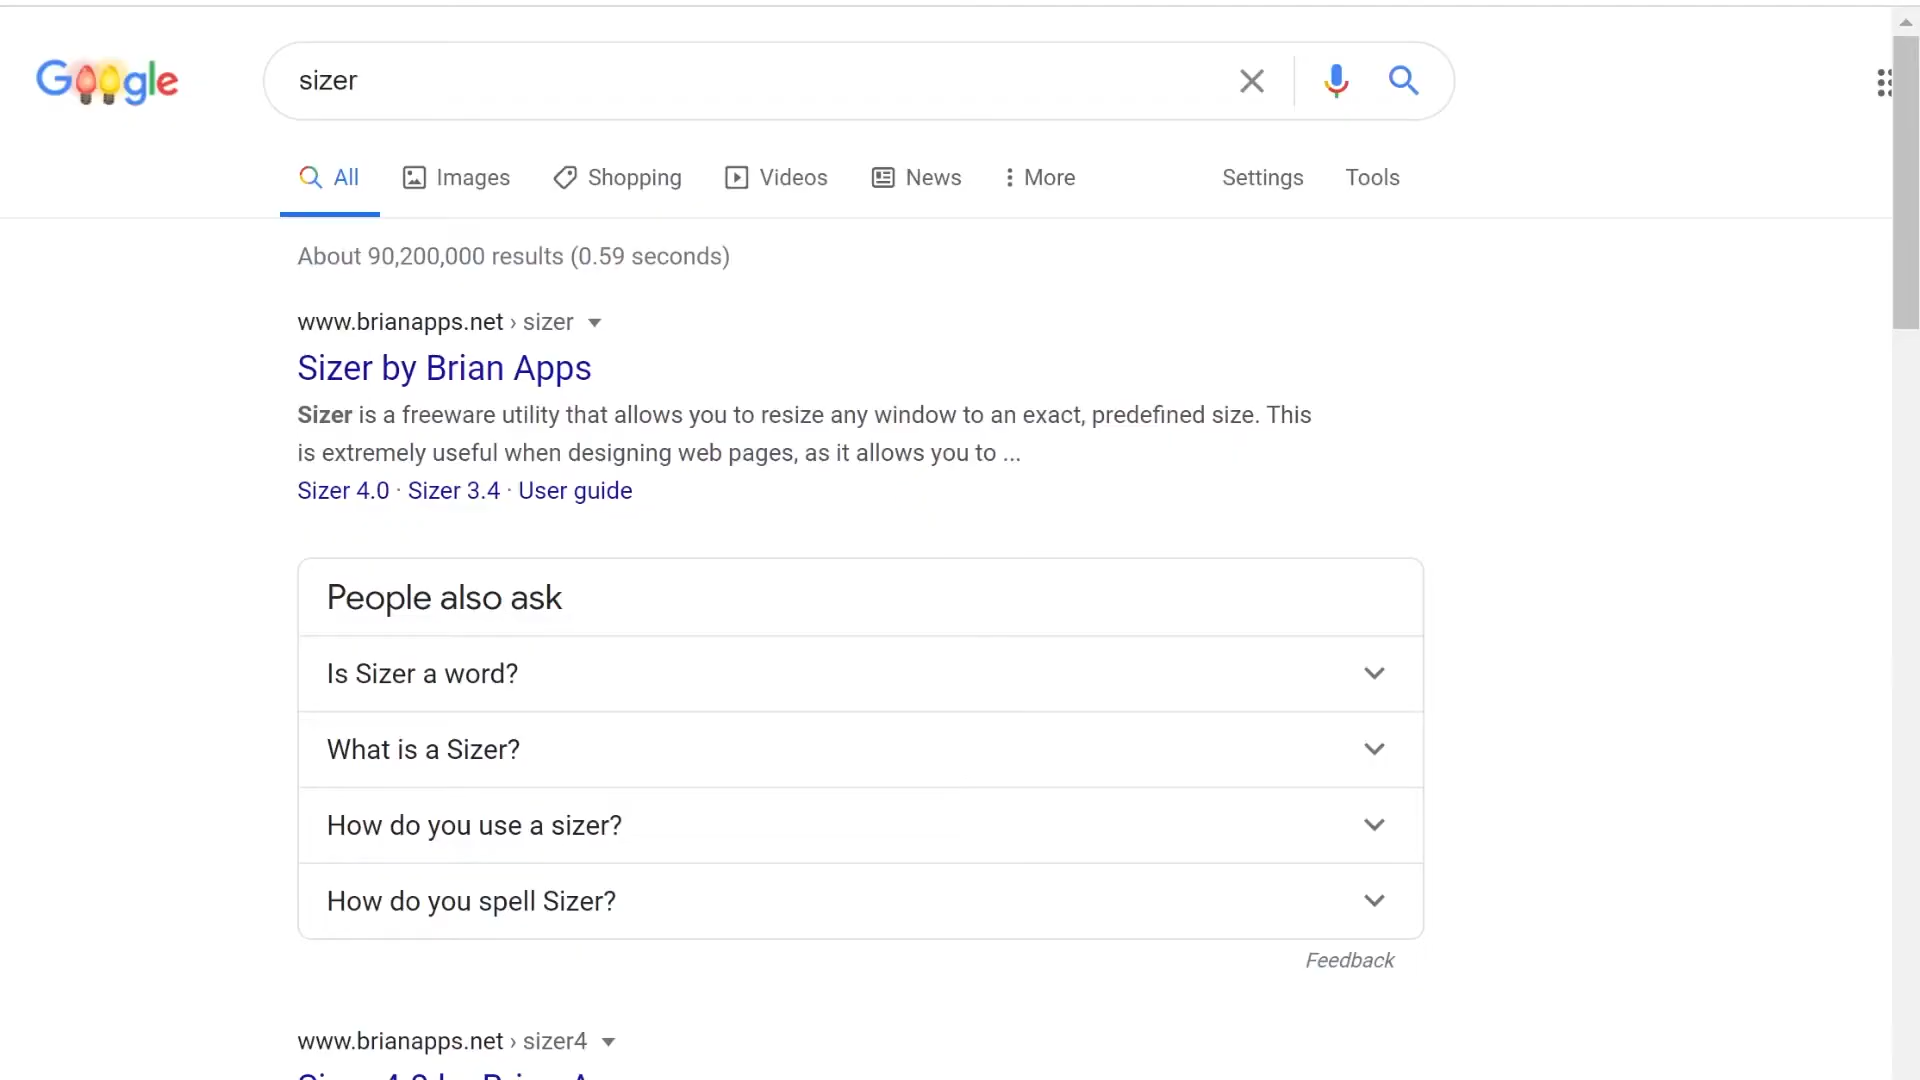 Google
sizer
All Images Shopping Videos News More Settings Tools
About 90,200,000 results (0.59 seconds)
www.brianapps.net › sizer
Sizer by Brian Apps
Sizer is a freeware utility that allows you to resize any window to an exact, predefined size. This
is extremely useful when designing web pages, as it allows you to ...
Sizer 4.0 · Sizer 3.4 · User guide
People also ask
Is Sizer a word?
What is a Sizer?
How do you use a sizer?
How do you spell Sizer?
Feedback
www.brianapps.net › sizer4